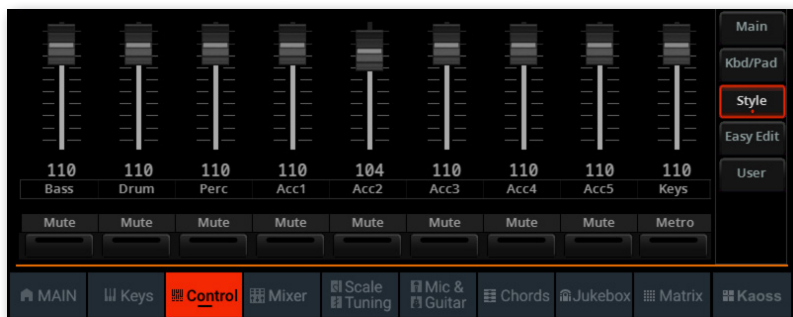 Main
Kbd/Pad
Style
Easy Edit
User
110 110 110 110 104 110 110 110 110
Bass Drum Perc Acc1 Acc2 Acc3 Acc4 Acc5 Keys
Mute Mute Mute Mute Mute Mute Mute Mute Metro
MAIN Keys Control Mixer Scale Tuning Mic & Guitar Chords Jukebox Matrix Kaoss